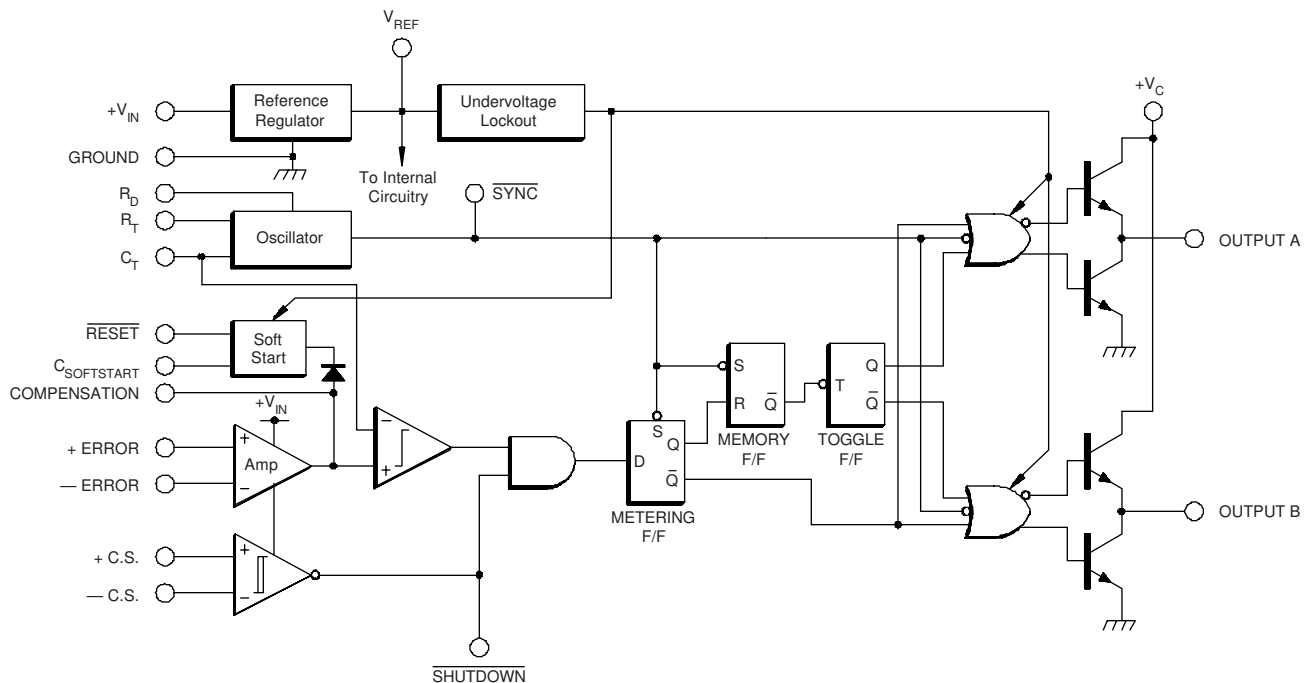 V_REF
+V_IN
Reference
Regulator
Undervoltage
Lockout
+V_C
GROUND
To Internal
Circuitry
R_D
SYNC
R_T
Oscillator
C_T
OUTPUT A
RESET
Soft
Start
C_SOFTSTART
COMPENSATION
+V_IN
S
R
Q̄
MEMORY
F/F
T
Q
Q̄
TOGGLE
F/F
+ ERROR
— ERROR
+
−
Amp
−
+
S
D
Q
Q̄
METERING
F/F
OUTPUT B
+ C.S.
— C.S.
+
−
SHUTDOWN